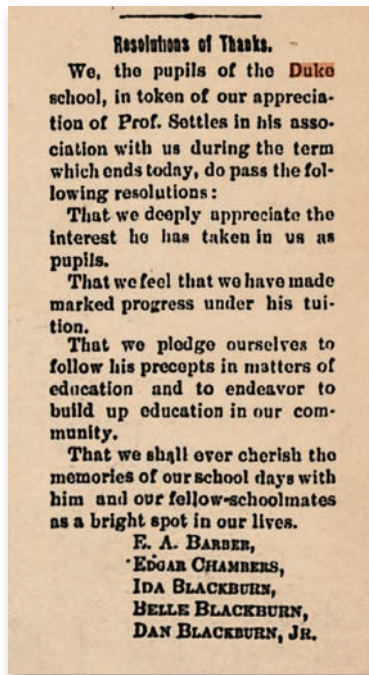 Resolutions of Thanks.
We, the pupils of the Duke
school, in token of our apprecia-
tion of Prof. Settles in his asso-
ciation with us during the term
which ends today, do pass the fol-
lowing resolutions:
That we deeply appreciate the
interest he has taken in us as
pupils.
That we feel that we have made
marked progress under his tui-
tion.
That we pledge ourselves to
follow his precepts in matters of
education and to endeavor to
build up education in our com-
munity.
That we shall ever cherish the
memories of our school days with
him and our fellow-schoolmates
as a bright spot in our lives.
E. A. BARBER,
EDGAR CHAMBERS,
IDA BLACKBURN,
BELLE BLACKBURN,
DAN BLACKBURN, JR.